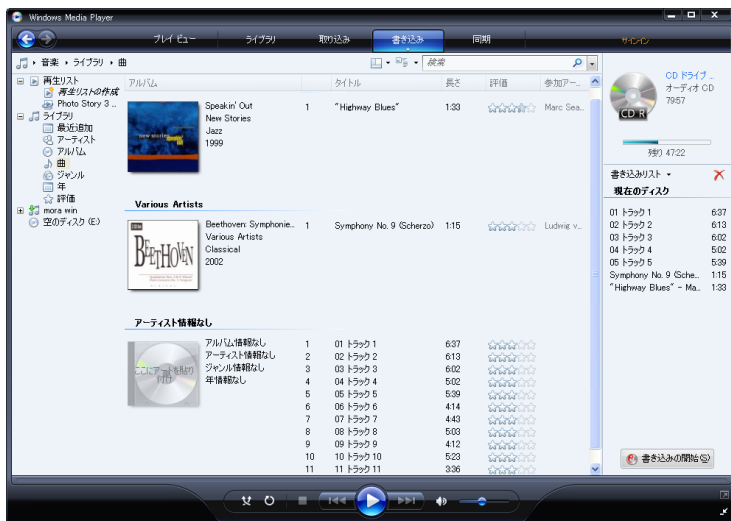 Windows Media Player
プレイ ビュー ライブラリ 取り込み 書き込み 同期 サインイン
音楽 ライブラリ 曲 検索
再生リスト
再生リストの作成
Photo Story 3 ...
ライブラリ
最近追加
アーティスト
アルバム
曲
ジャンル
年
評価
mora win
空のディスク (E:)
アルバム タイトル 長さ 評価 参加アー...
Speakin' Out 1 "Highway Blues" 1:33 Marc Sea...
New Stories
Jazz
1999
Various Artists
Beethoven: Symphonie... 1 Symphony No. 9 (Scherzo) 1:15 Ludwig v...
Various Artists
Classical
2002
BEETHOVEN
アーティスト情報なし
アルバム情報なし 1 01 トラック 1 6:37
アーティスト情報なし 2 02 トラック 2 6:13
ジャンル情報なし 3 03 トラック 3 6:02
年情報なし 4 04 トラック 4 5:02
5 05 トラック 5 5:39
6 06 トラック 6 4:14
7 07 トラック 7 4:43
8 08 トラック 8 5:03
9 09 トラック 9 4:12
10 10 トラック 10 5:23
11 11 トラック 11 3:36
ここにアートを貼り
付け
CD ドライブ ...
オーディオ CD
79:57
CD R
残り 47:22
書き込みリスト
現在のディスク
01 トラック 1 6:37
02 トラック 2 6:13
03 トラック 3 6:02
04 トラック 4 5:02
05 トラック 5 5:39
Symphony No. 9 (Sche... 1:15
"Highway Blues" - Ma... 1:33
書き込みの開始(S)